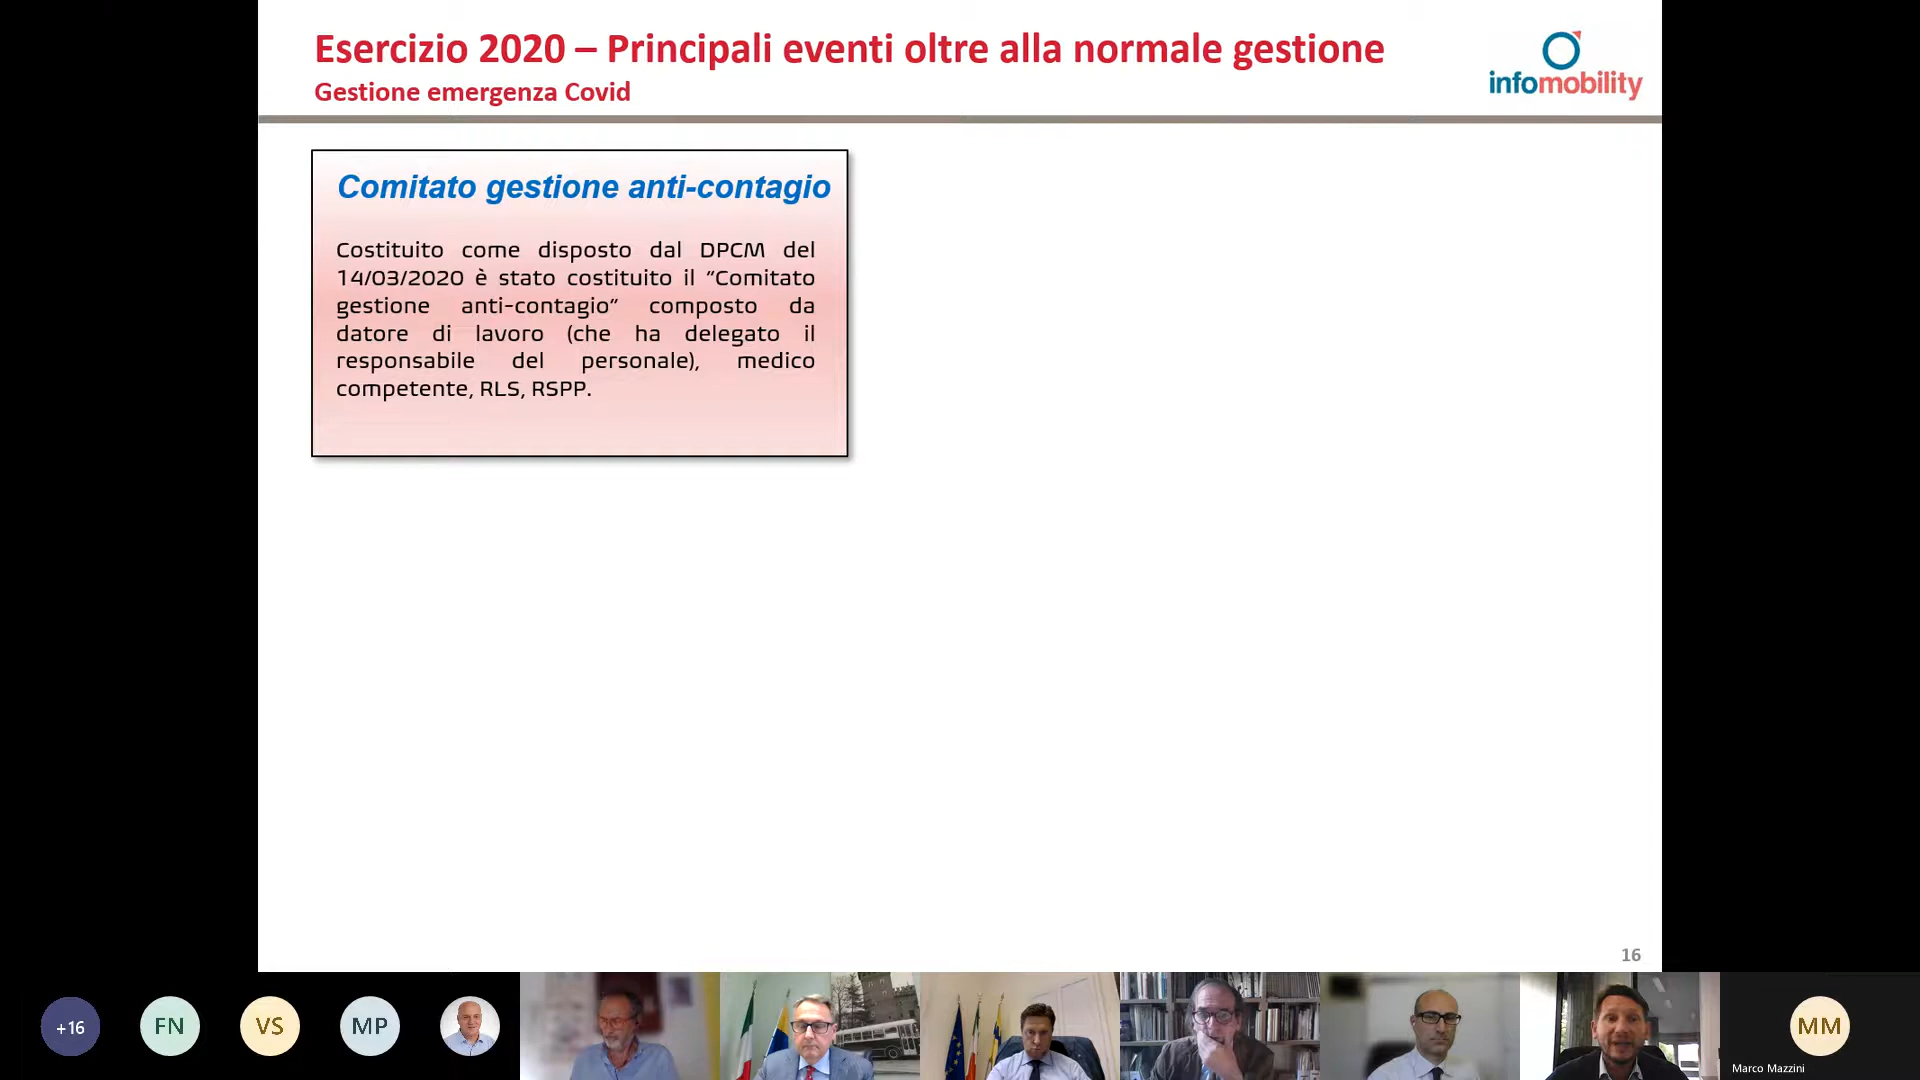 Esercizio 2020 – Principali eventi oltre alla normale gestione
Gestione emergenza Covid
infomobility
Comitato gestione anti-contagio
Costituito come disposto dal DPCM del
14/03/2020 è stato costituito il “Comitato
gestione anti-contagio” composto da
datore di lavoro (che ha delegato il
responsabile del personale), medico
competente, RLS, RSPP.
16
+16
FN
VS
MP
MM
Marco Mazzini